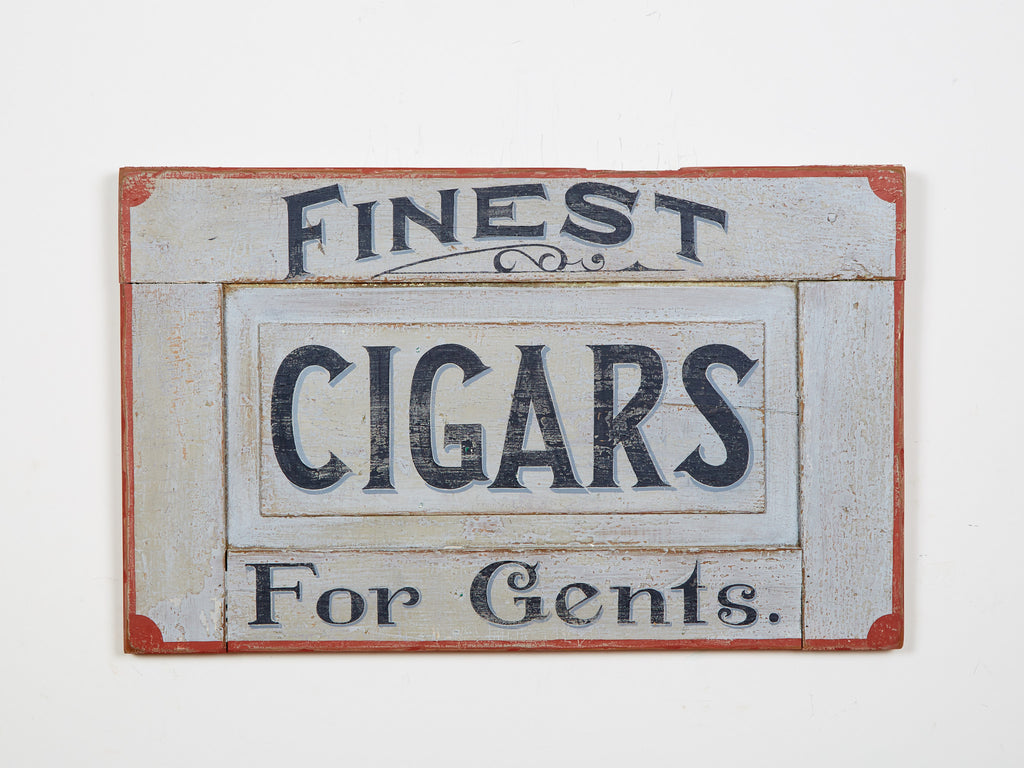 FINEST
CIGARS
For Gents.